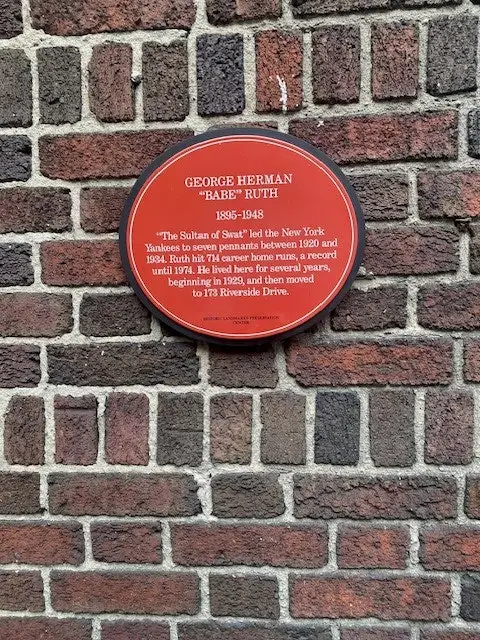 GEORGE HERMAN
"BABE" RUTH
1895-1948
"The Sultan of Swat" led the New York
Yankees to seven pennants between 1920 and
1934. Ruth hit 714 career home runs, a record
until 1974. He lived here for several years,
beginning in 1929, and then moved
to 173 Riverside Drive.
HISTORIC LANDMARKS PRESERVATION
CENTER